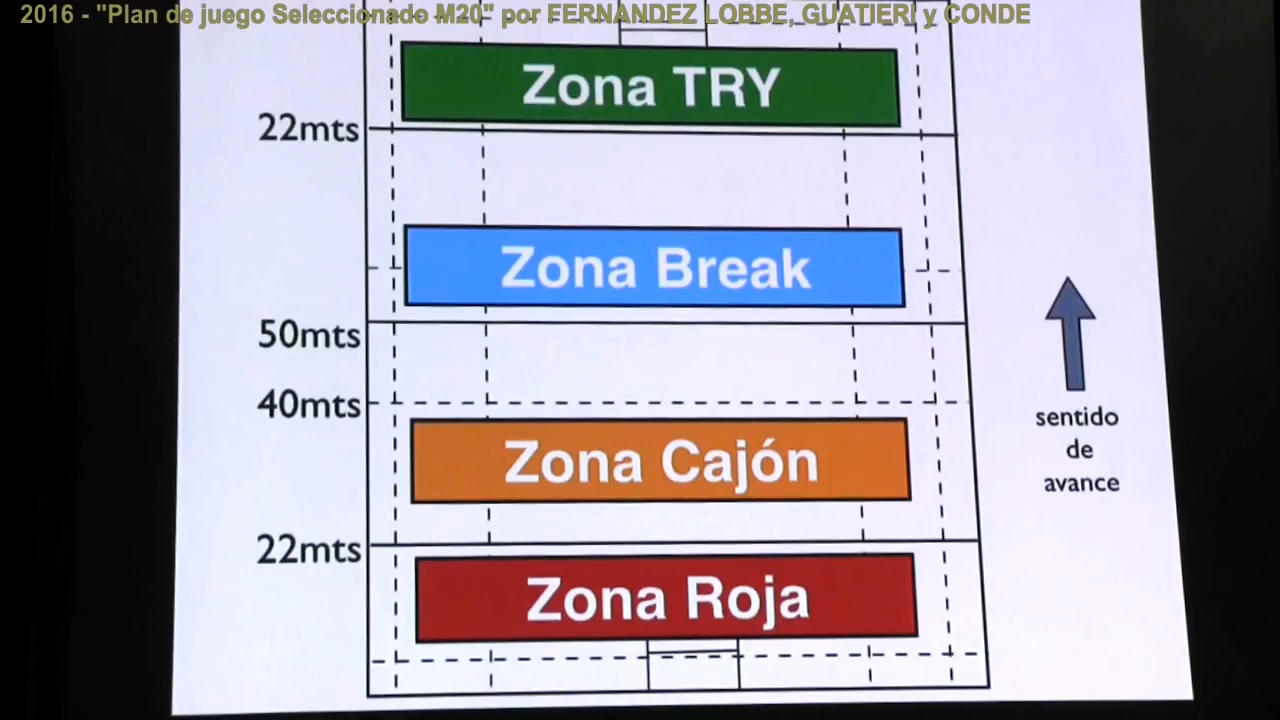 2016 - "Plan de juego Seleccionado M20" por FERNANDEZ LOBBE, GUATIERI y CONDE
Zona TRY
22mts
Zona Break
50mts
40mts
sentido
de
avance
Zona Cajón
22mts
Zona Roja